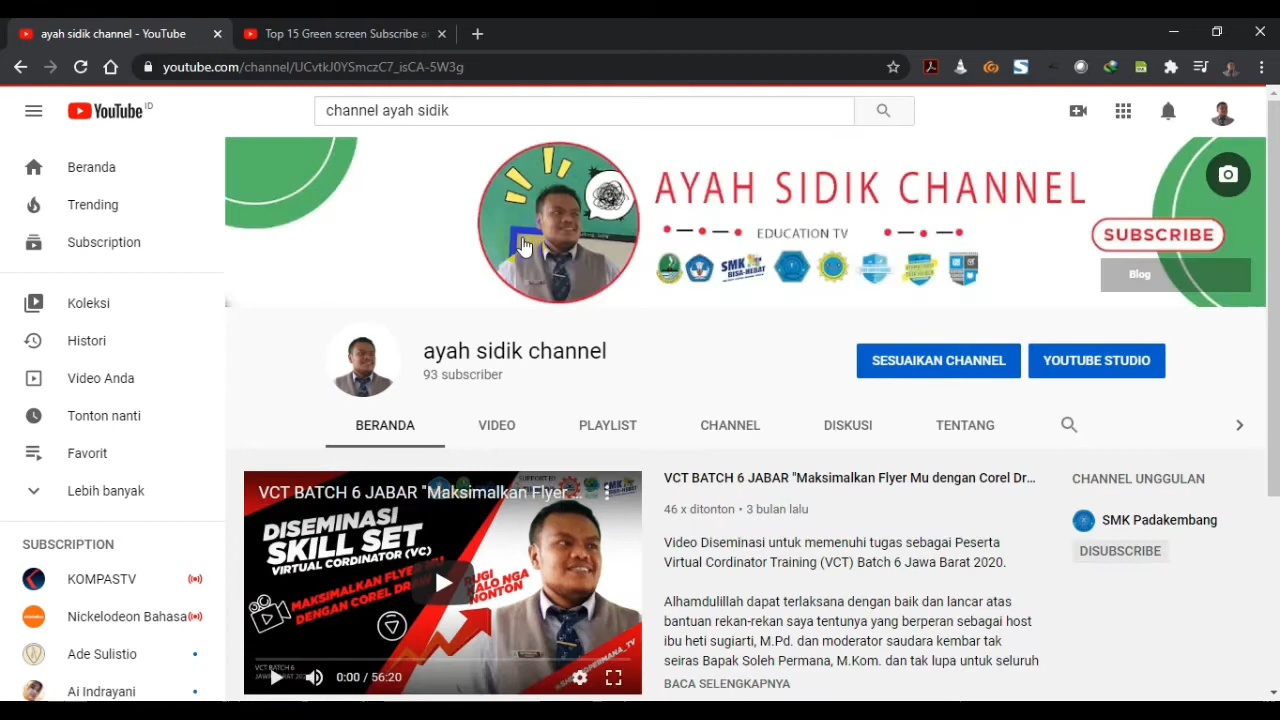 ayah sidik channel - YouTube
Top 15 Green screen Subscribe a
youtube.com/channel/UCvtkJ0YSmczC7_isCA-5W3g
YouTube ID
channel ayah sidik
Beranda
Trending
Subscription
Koleksi
Histori
Video Anda
Tonton nanti
Favorit
Lebih banyak
SUBSCRIPTION
KOMPASTV
Nickelodeon Bahasa
Ade Sulistio
Ai Indrayani
AYAH SIDIK CHANNEL
EDUCATION TV
SMK
BISA-HEBAT
SUBSCRIBE
Blog
ayah sidik channel
93 subscriber
SESUAIKAN CHANNEL
YOUTUBE STUDIO
BERANDA
VIDEO
PLAYLIST
CHANNEL
DISKUSI
TENTANG
VCT BATCH 6 JABAR "Maksimalkan Flyer ...
DISEMINASI
SKILL SET
VIRTUAL CORDINATOR (VC)
MAKSIMALKAN FLYER
DENGAN COREL
RUGI
KALO NGA
NONTON
VCT BATCH 6
0:00 / 56:20
VCT BATCH 6 JABAR "Maksimalkan Flyer Mu dengan Corel Dr...
46 x ditonton • 3 bulan lalu
Video Diseminasi untuk memenuhi tugas sebagai Peserta
Virtual Cordinator Training (VCT) Batch 6 Jawa Barat 2020.
Alhamdulillah dapat terlaksana dengan baik dan lancar atas
bantuan rekan-rekan saya tentunya yang berperan sebagai host
ibu heti sugiarti, M.Pd. dan moderator saudara kembar tak
seiras Bapak Soleh Permana, M.Kom. dan tak lupa untuk seluruh
BACA SELENGKAPNYA
CHANNEL UNGGULAN
SMK Padakembang
DISUBSCRIBE